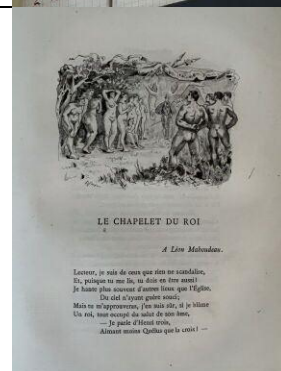 LE CHAPELET DU ROI
A Léon Mahoudeau.
Lecteur, je suis de ceux que rien ne scandalise,
Et, puisque tu me lis, tu dois en être aussi !
Je hante plus souvent d'autres lieux que l'Église,
Du ciel n'ayant guère souci ;
Mais tu m'approuveras, j'en suis sûr, si je blâme
Un roi, tout occupé du salut de son âme,
— Je parle d'Henri trois,
Aimant moins Quélus que la croix ! —